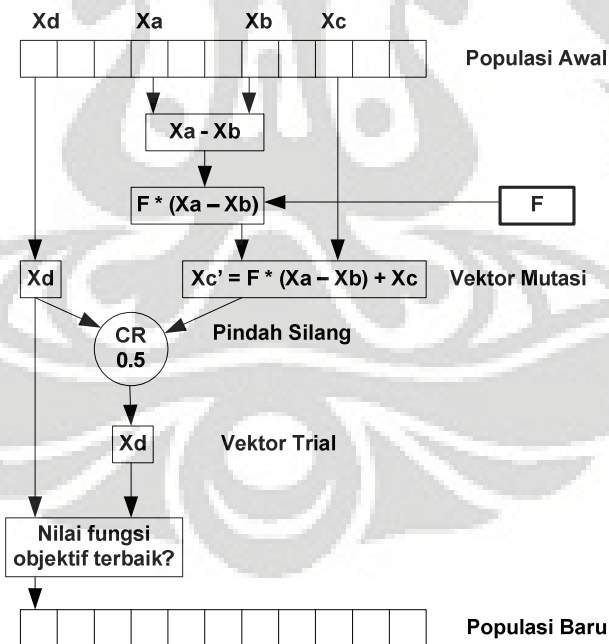 Xd Xa Xb Xc
Populasi Awal
Xa - Xb
F * (Xa – Xb)
F
Xd
Xc' = F * (Xa – Xb) + Xc
Vektor Mutasi
CR
0.5
Pindah Silang
Xd
Vektor Trial
Nilai fungsi
objektif terbaik?
Populasi Baru